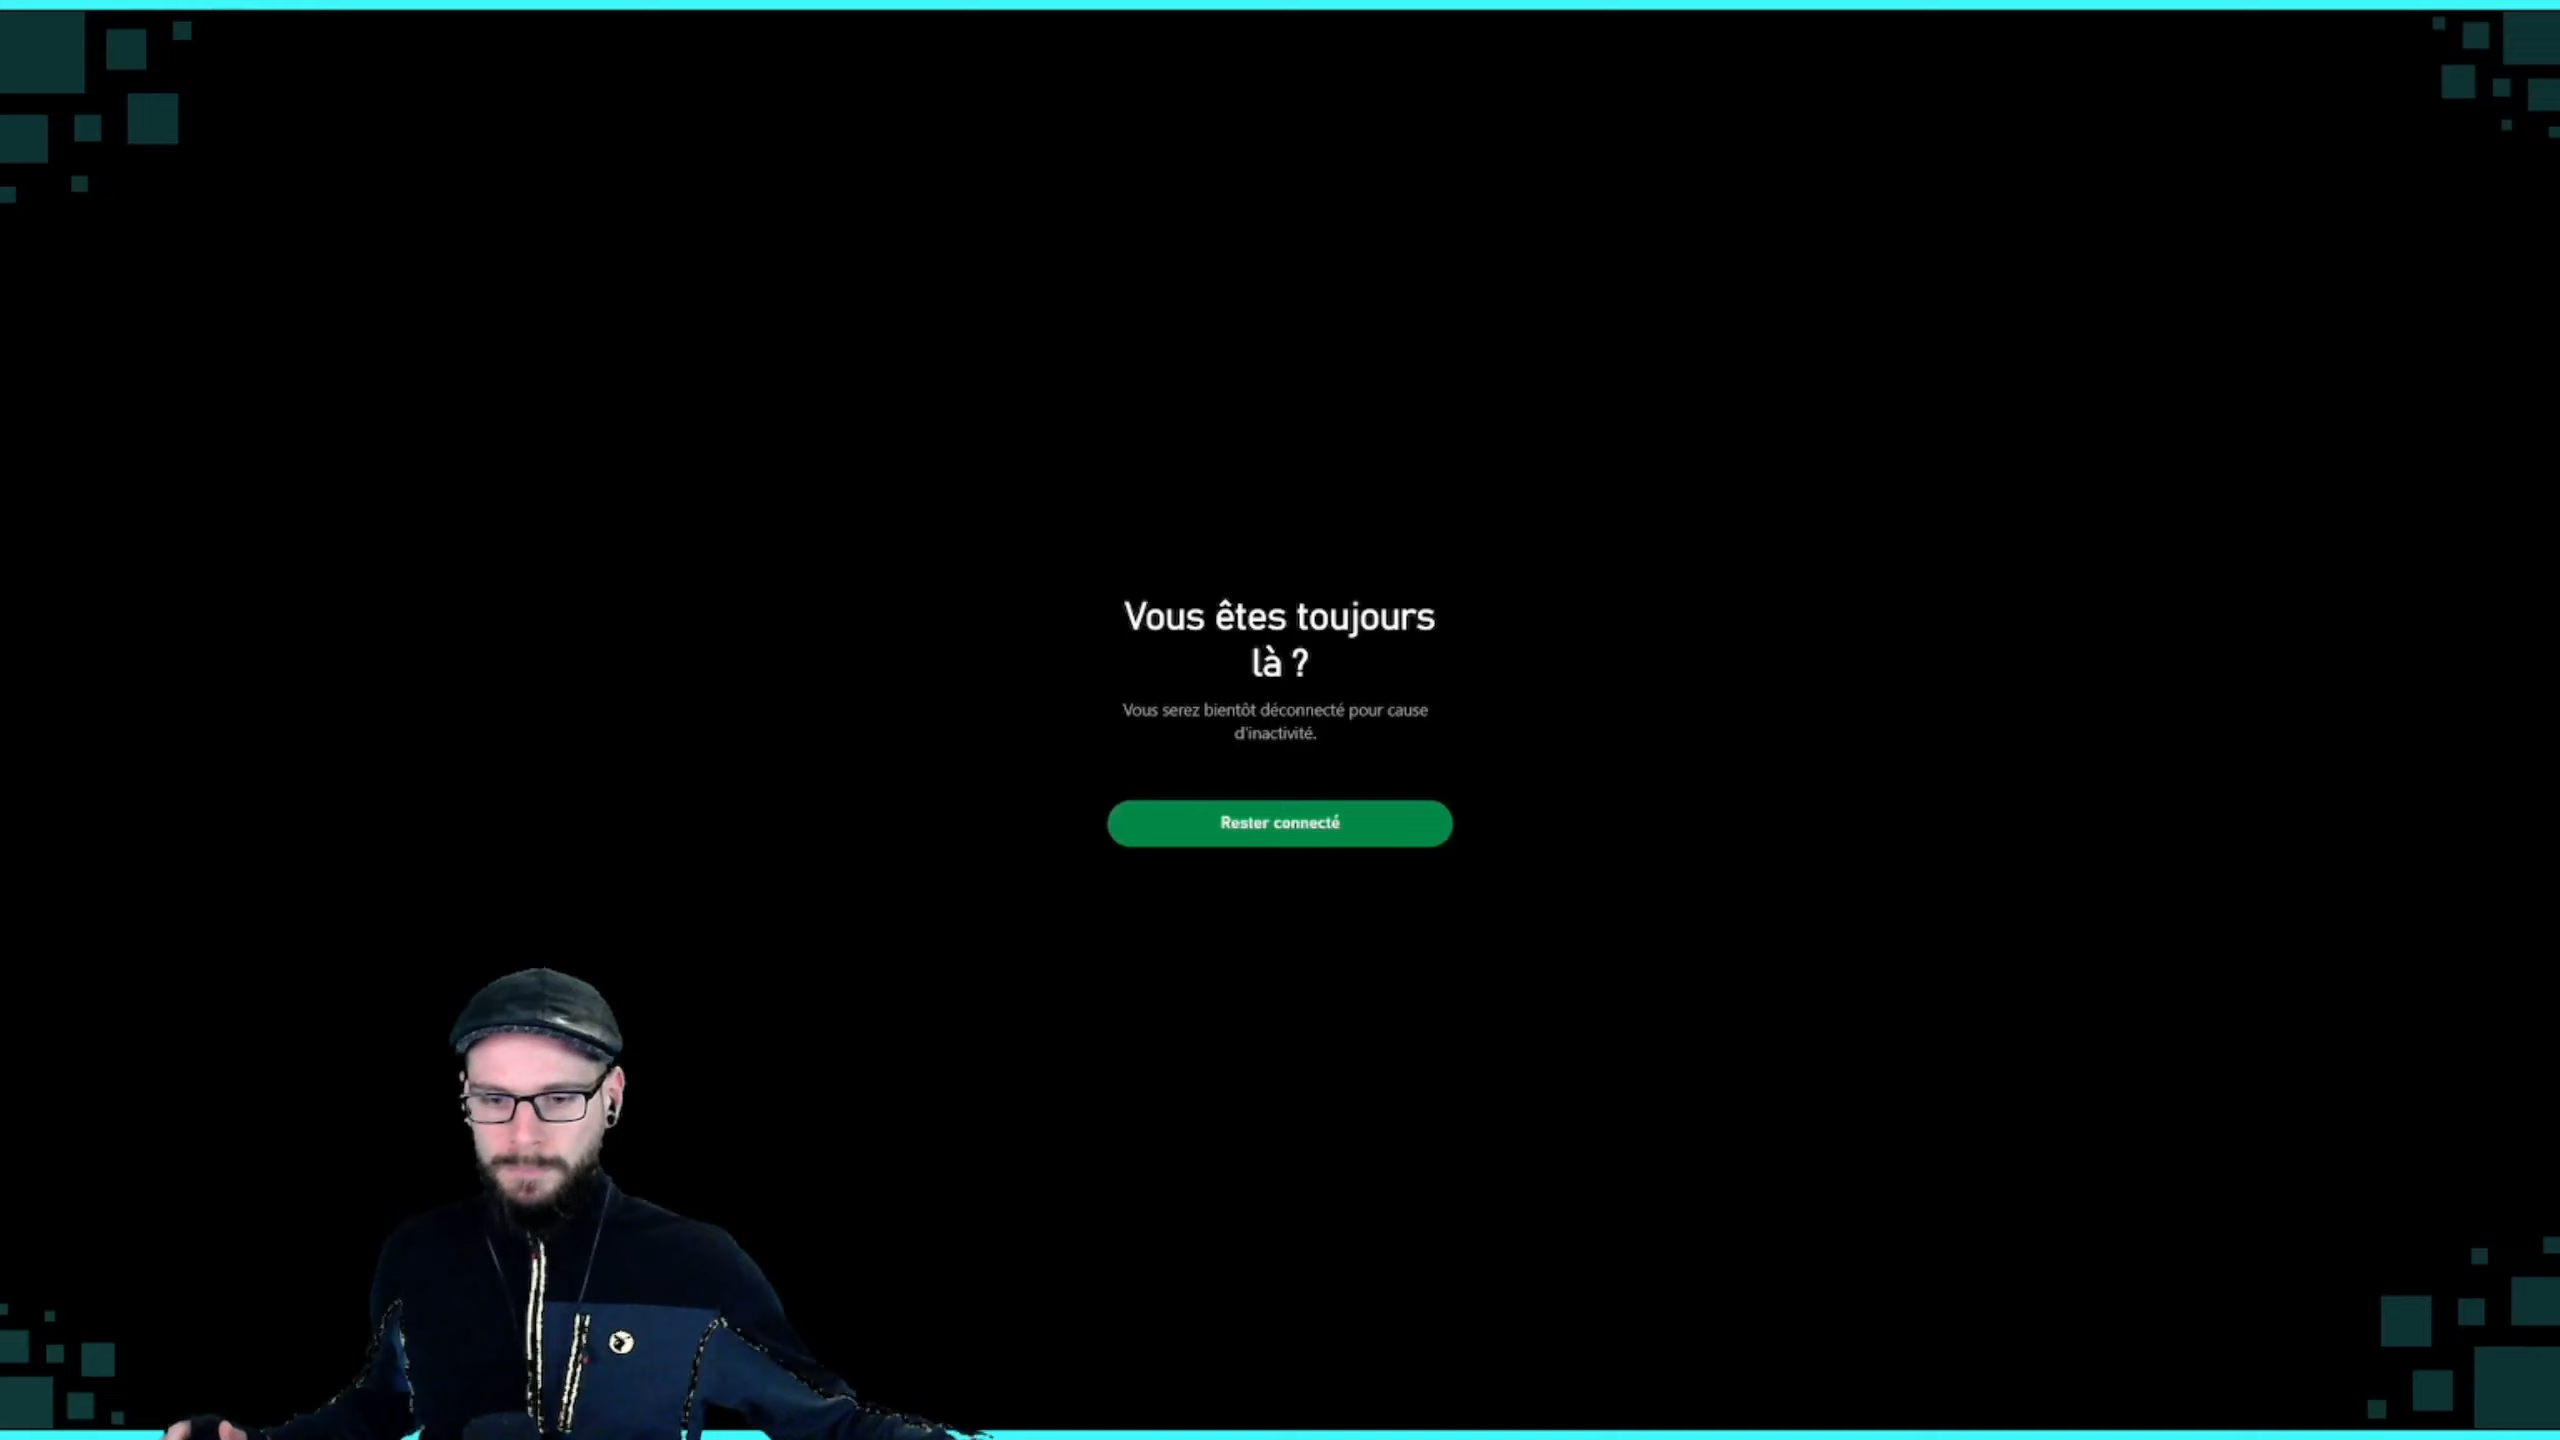 Vous êtes toujours
là ?
Vous serez bientôt déconnecté pour cause
d'inactivité.
Rester connecté